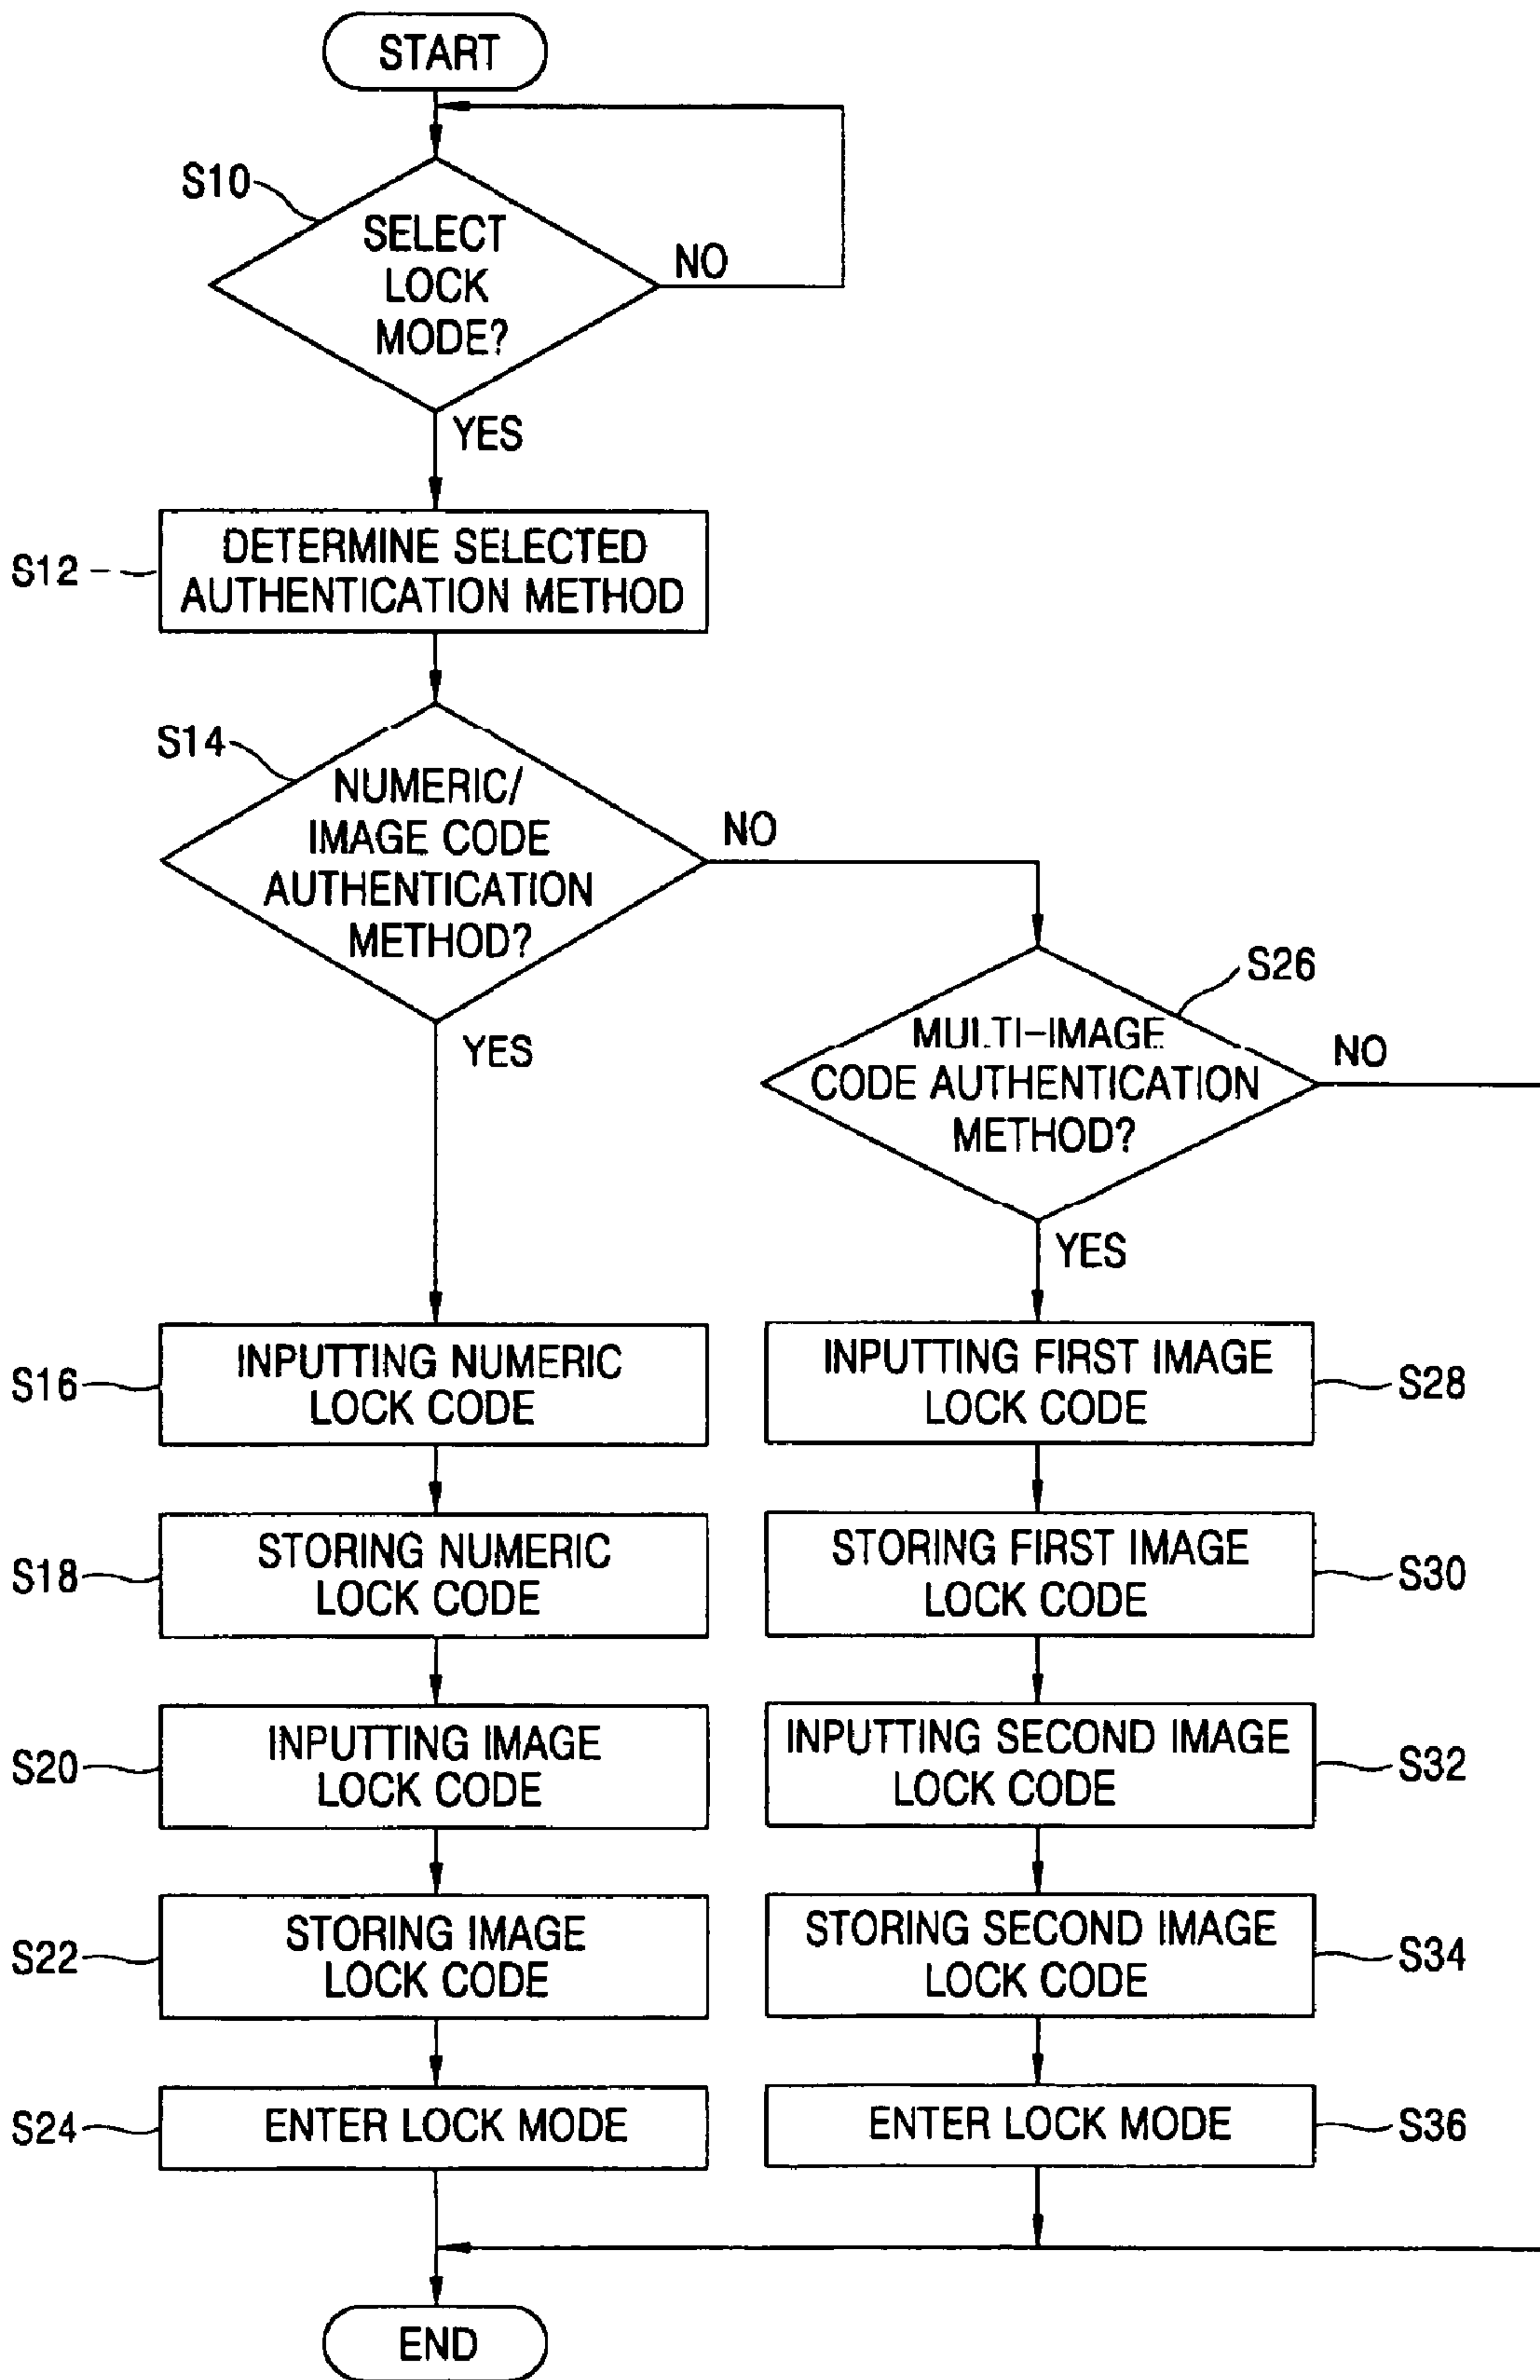 START
S10
SELECT
LOCK
MODE?
NO
YES
S12
DETERMINE SELECTED
AUTHENTICATION METHOD
S14
NUMERIC/
IMAGE CODE
AUTHENTICATION
METHOD?
NO
YES
S26
MULTI-IMAGE
CODE AUTHENTICATION
METHOD?
NO
YES
S16
INPUTTING NUMERIC
LOCK CODE
S18
STORING NUMERIC
LOCK CODE
S20
INPUTTING IMAGE
LOCK CODE
S22
STORING IMAGE
LOCK CODE
S24
ENTER LOCK MODE
INPUTTING FIRST IMAGE
LOCK CODE
S28
STORING FIRST IMAGE
LOCK CODE
S30
INPUTTING SECOND IMAGE
LOCK CODE
S32
STORING SECOND IMAGE
LOCK CODE
S34
ENTER LOCK MODE
S36
END